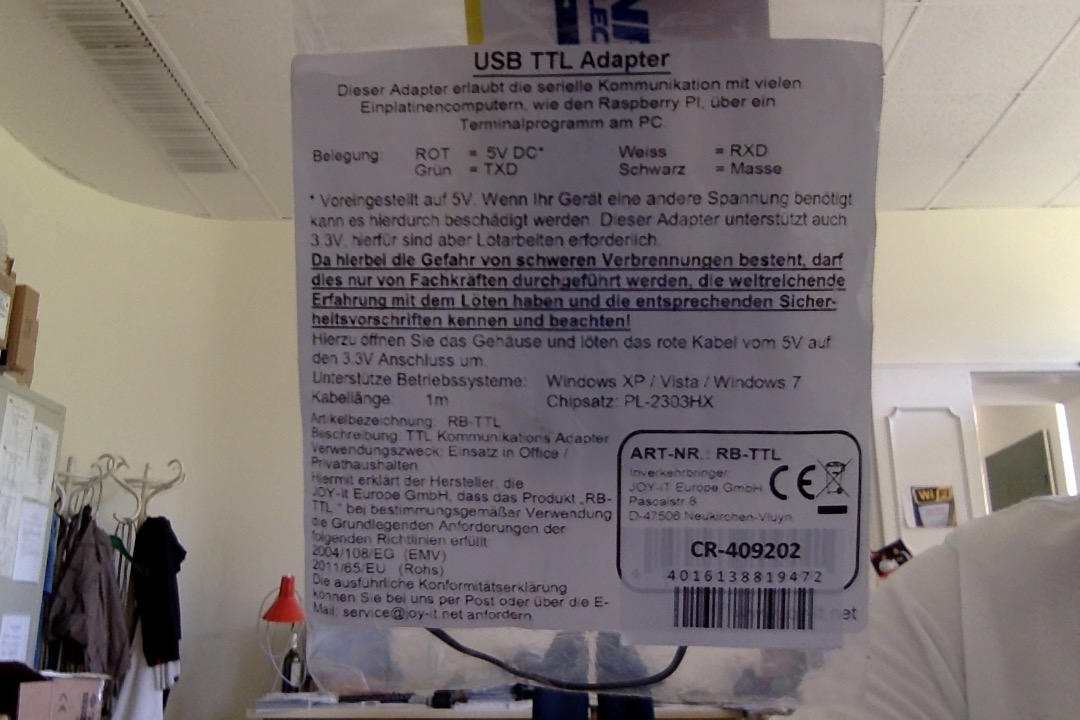 USB TTL Adapter
Dieser Adapter erlaubt die serielle Kommunikation mit vielen
Einplatinencomputern, wie den Raspberry PI, über ein
Terminalprogramm am PC.
Belegung: ROT = 5V DC* Weiss = RXD
Grün = TXD Schwarz = Masse
* Voreingestellt auf 5V. Wenn Ihr Gerät eine andere Spannung benötigt
kann es hierdurch beschädigt werden. Dieser Adapter unterstützt auch
3.3V, hierfür sind aber Lötarbeiten erforderlich.
Da hierbei die Gefahr von schweren Verbrennungen besteht, darf
dies nur von Fachkräften durchgeführt werden, die weitreichende
Erfahrung mit dem Löten haben und die entsprechenden Sicher-
heitsvorschriften kennen und beachten!
Hierzu öffnen Sie das Gehäuse und löten das rote Kabel vom 5V auf
den 3.3V Anschluss um.
Unterstütze Betriebssysteme: Windows XP / Vista / Windows 7
Kabellänge: 1m Chipsatz: PL-2303HX
Artikelbezeichnung: RB-TTL
Beschreibung: TTL Kommunikations Adapter
Verwendungszweck: Einsatz in Office /
Privathaushalten
Hiermit erklärt der Hersteller, die
JOY-it Europe GmbH, dass das Produkt „RB-
TTL “ bei bestimmungsgemäßer Verwendung
die Grundlegenden Anforderungen der
folgenden Richtlinien erfüllt
2004/108/EG (EMV)
2011/65/EU (Rohs)
Die ausführliche Konformitätserklärung
können Sie bei uns per Post oder über die E-
Mail: service@joy-it.net anfordern
ART-NR.: RB-TTL
Inverkehrbringer:
JOY-IT Europe GmbH
Pascalstr. 8
D-47506 Neukirchen-Vluyn
CE
CR-409202
4016138819472
net